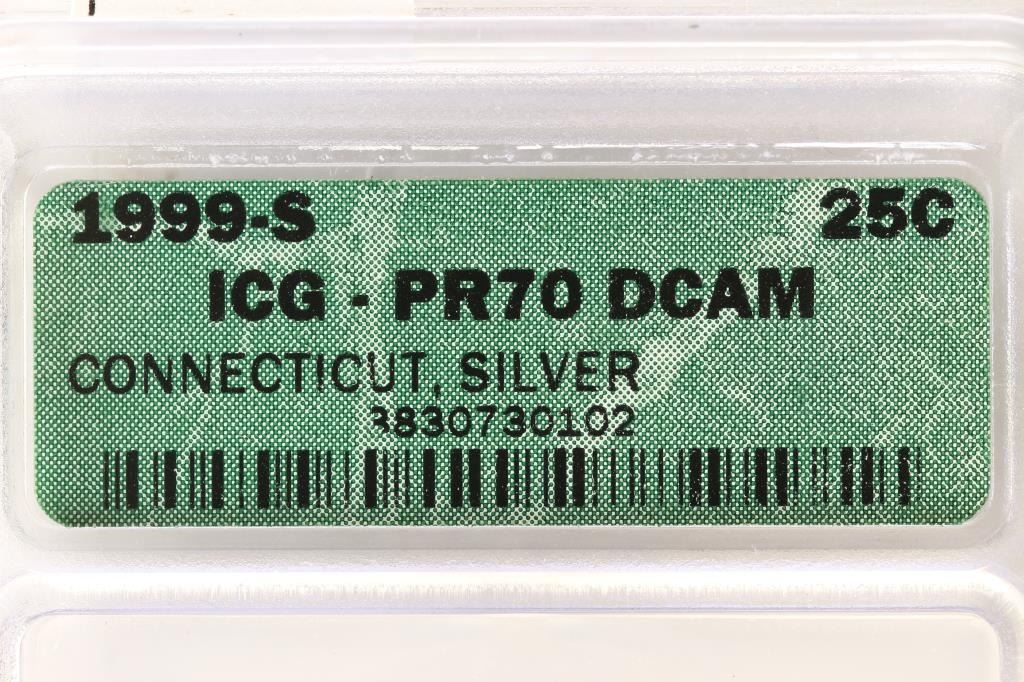 1999-S 25C
ICG - PR70 DCAM
CONNECTICUT, SILVER
3830730102